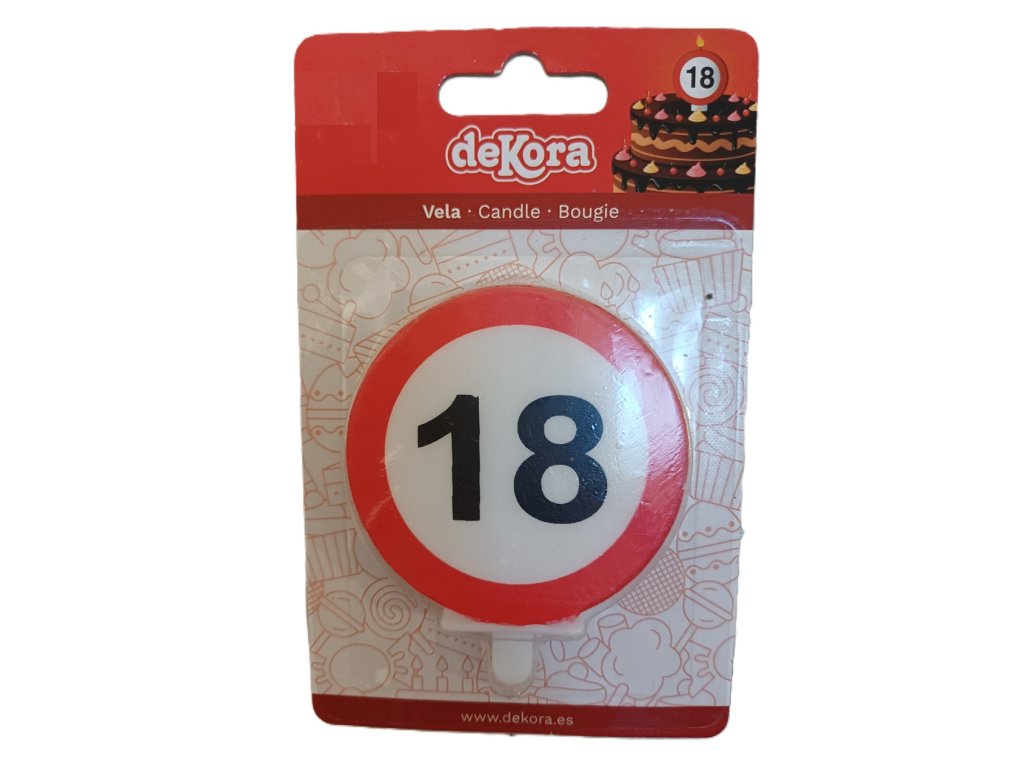 18
deKora
Vela · Candle · Bougie
18
www.dekora.es